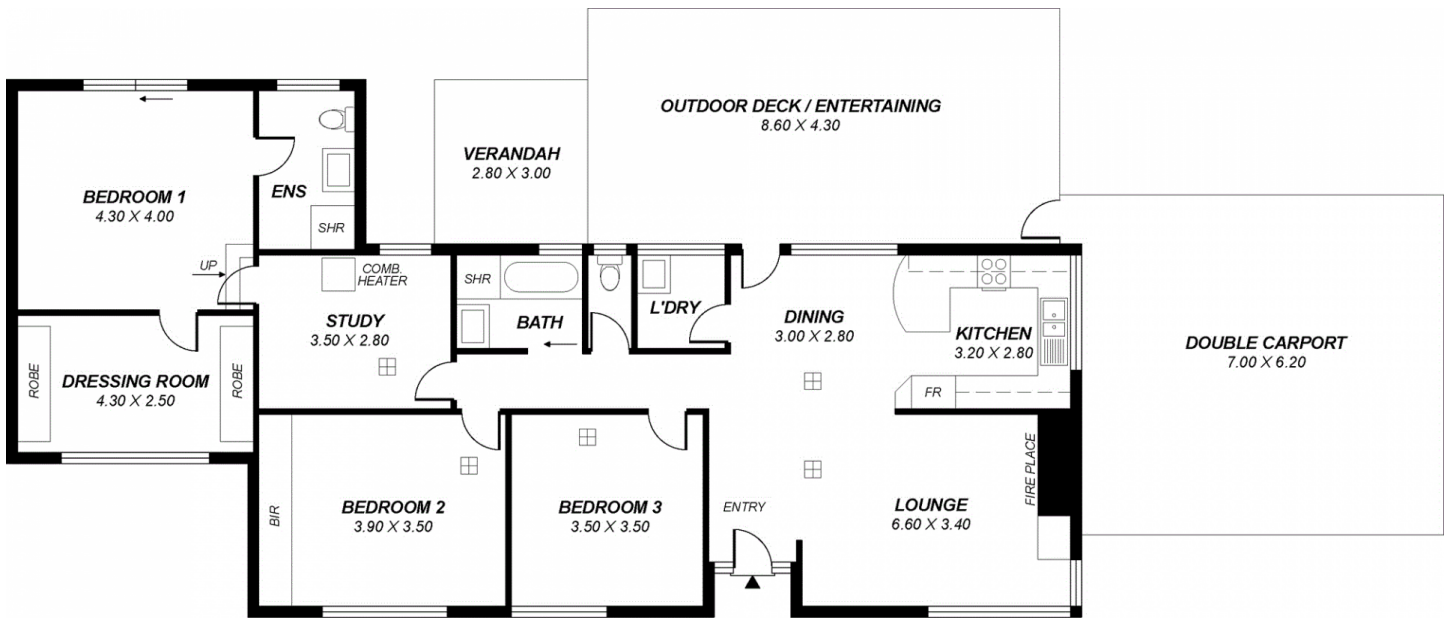 OUTDOOR DECK / ENTERTAINING
8.60 X 4.30
VERANDAH
2.80 X 3.00
BEDROOM 1
4.30 X 4.00
ENS
SHR
UP
COMB.
HEATER
STUDY
3.50 X 2.80
SHR
BATH
L'DRY
DINING
3.00 X 2.80
KITCHEN
3.20 X 2.80
FR
DOUBLE CARPORT
7.00 X 6.20
ROBE
DRESSING ROOM
4.30 X 2.50
ROBE
BIR
BEDROOM 2
3.90 X 3.50
BEDROOM 3
3.50 X 3.50
ENTRY
LOUNGE
6.60 X 3.40
FIRE PLACE